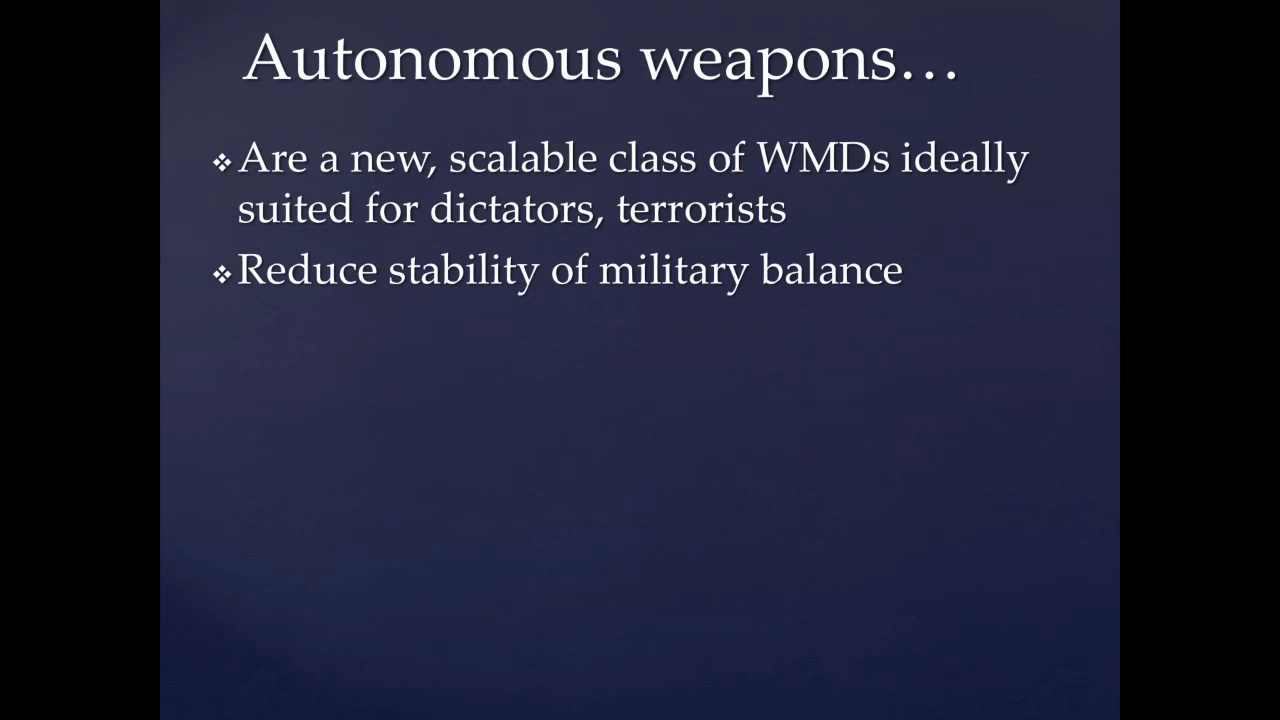 Autonomous weapons…
❖ Are a new, scalable class of WMDs ideally
suited for dictators, terrorists
❖ Reduce stability of military balance